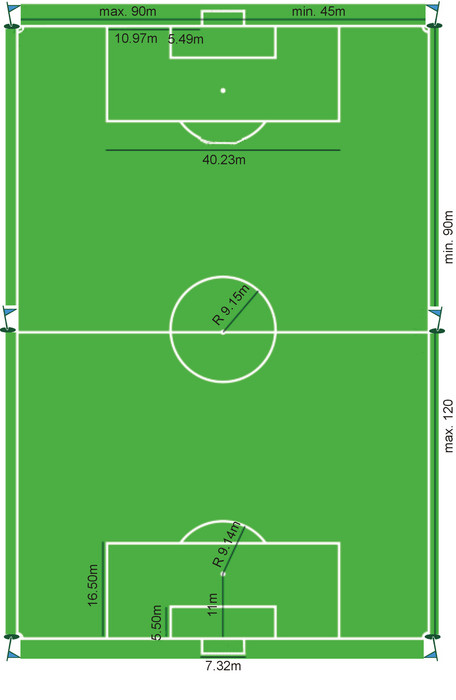 max. 90m
min. 45m
10.97m
5.49m
40.23m
min. 90m
R 9.15m
max. 120
R 9.14m
16.50m
11m
5.50m
7.32m